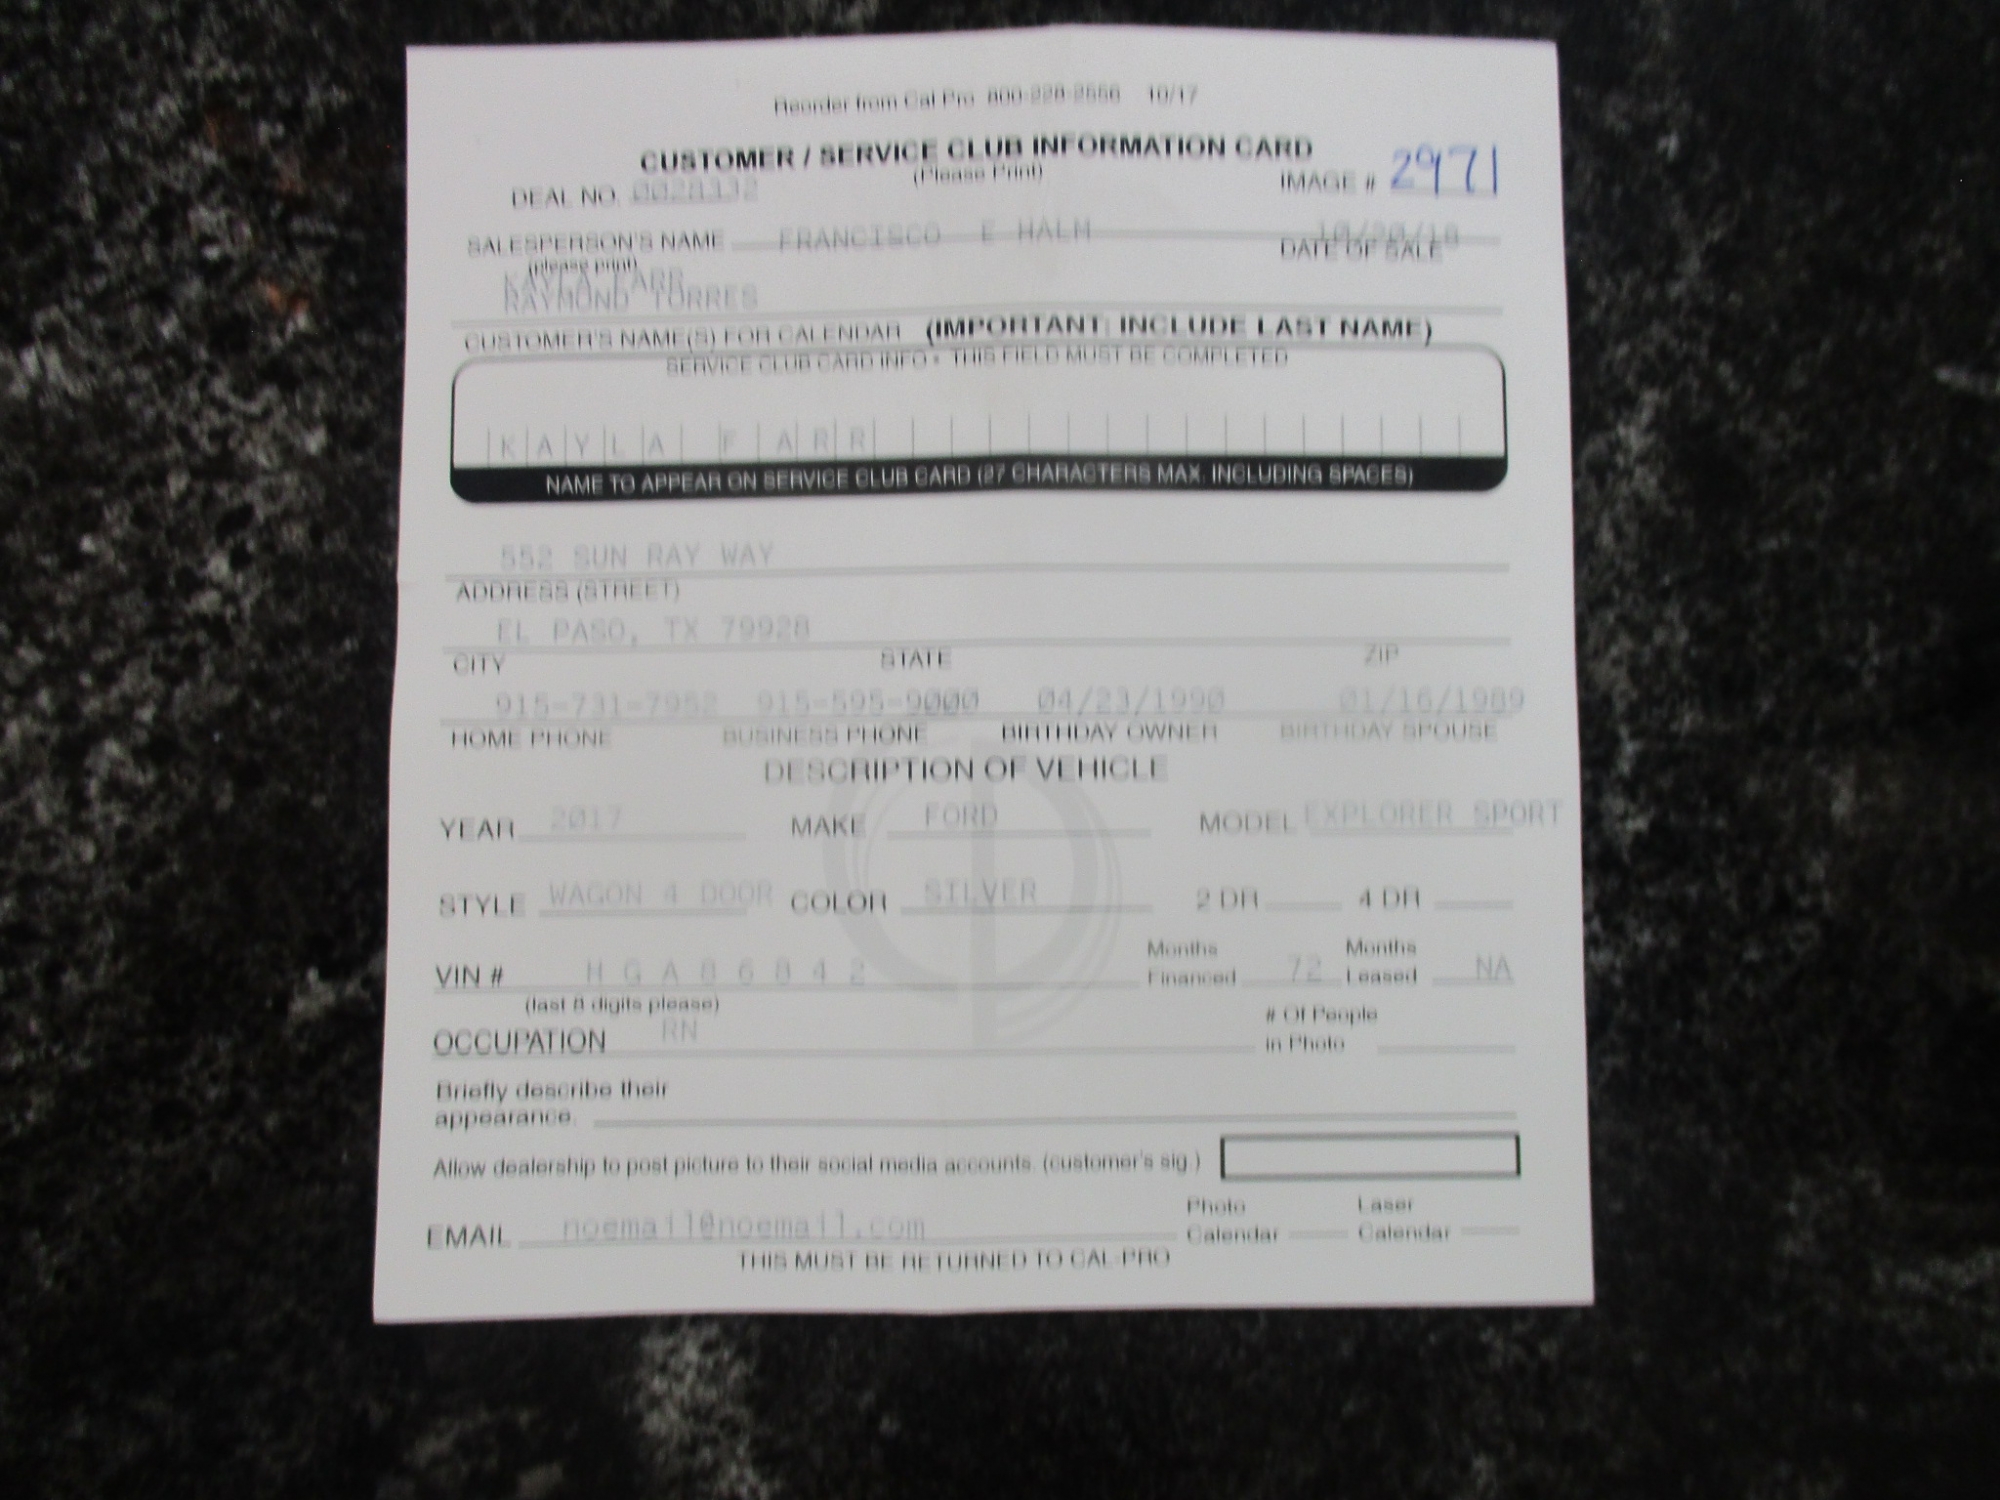 Reorder from Cal Pro 800-228-2556 10/17
CUSTOMER / SERVICE CLUB INFORMATION CARD
(Please Print)
DEAL NO. 0028332 IMAGE # 2971
SALESPERSON'S NAME FRANCISCO E HALM 10/20/18
(please print) DATE OF SALE
KAYLA FARR
RAYMOND TORRES
CUSTOMER'S NAME(S) FOR CALENDAR (IMPORTANT: INCLUDE LAST NAME)
SERVICE CLUB CARD INFO - THIS FIELD MUST BE COMPLETED
KAYLA FARR
NAME TO APPEAR ON SERVICE CLUB CARD (27 CHARACTERS MAX. INCLUDING SPACES)
552 SUN RAY WAY
ADDRESS (STREET)
EL PASO, TX 79928
CITY STATE ZIP
915-731-7952 915-595-9000 04/23/1990 01/16/1989
HOME PHONE BUSINESS PHONE BIRTHDAY OWNER BIRTHDAY SPOUSE
DESCRIPTION OF VEHICLE
YEAR 2017 MAKE FORD MODEL EXPLORER SPORT
STYLE WAGON 4 DOOR COLOR SILVER 2 DR 4 DR
VIN # H G A 8 6 8 4 2 Months Financed 72 Months Leased NA
(last 8 digits please)
OCCUPATION RN # Of People in Photo
Briefly describe their
appearance.
Allow dealership to post picture to their social media accounts. (customer's sig.)
EMAIL noemail@noemail.com Photo Calendar Laser Calendar
THIS MUST BE RETURNED TO CAL-PRO